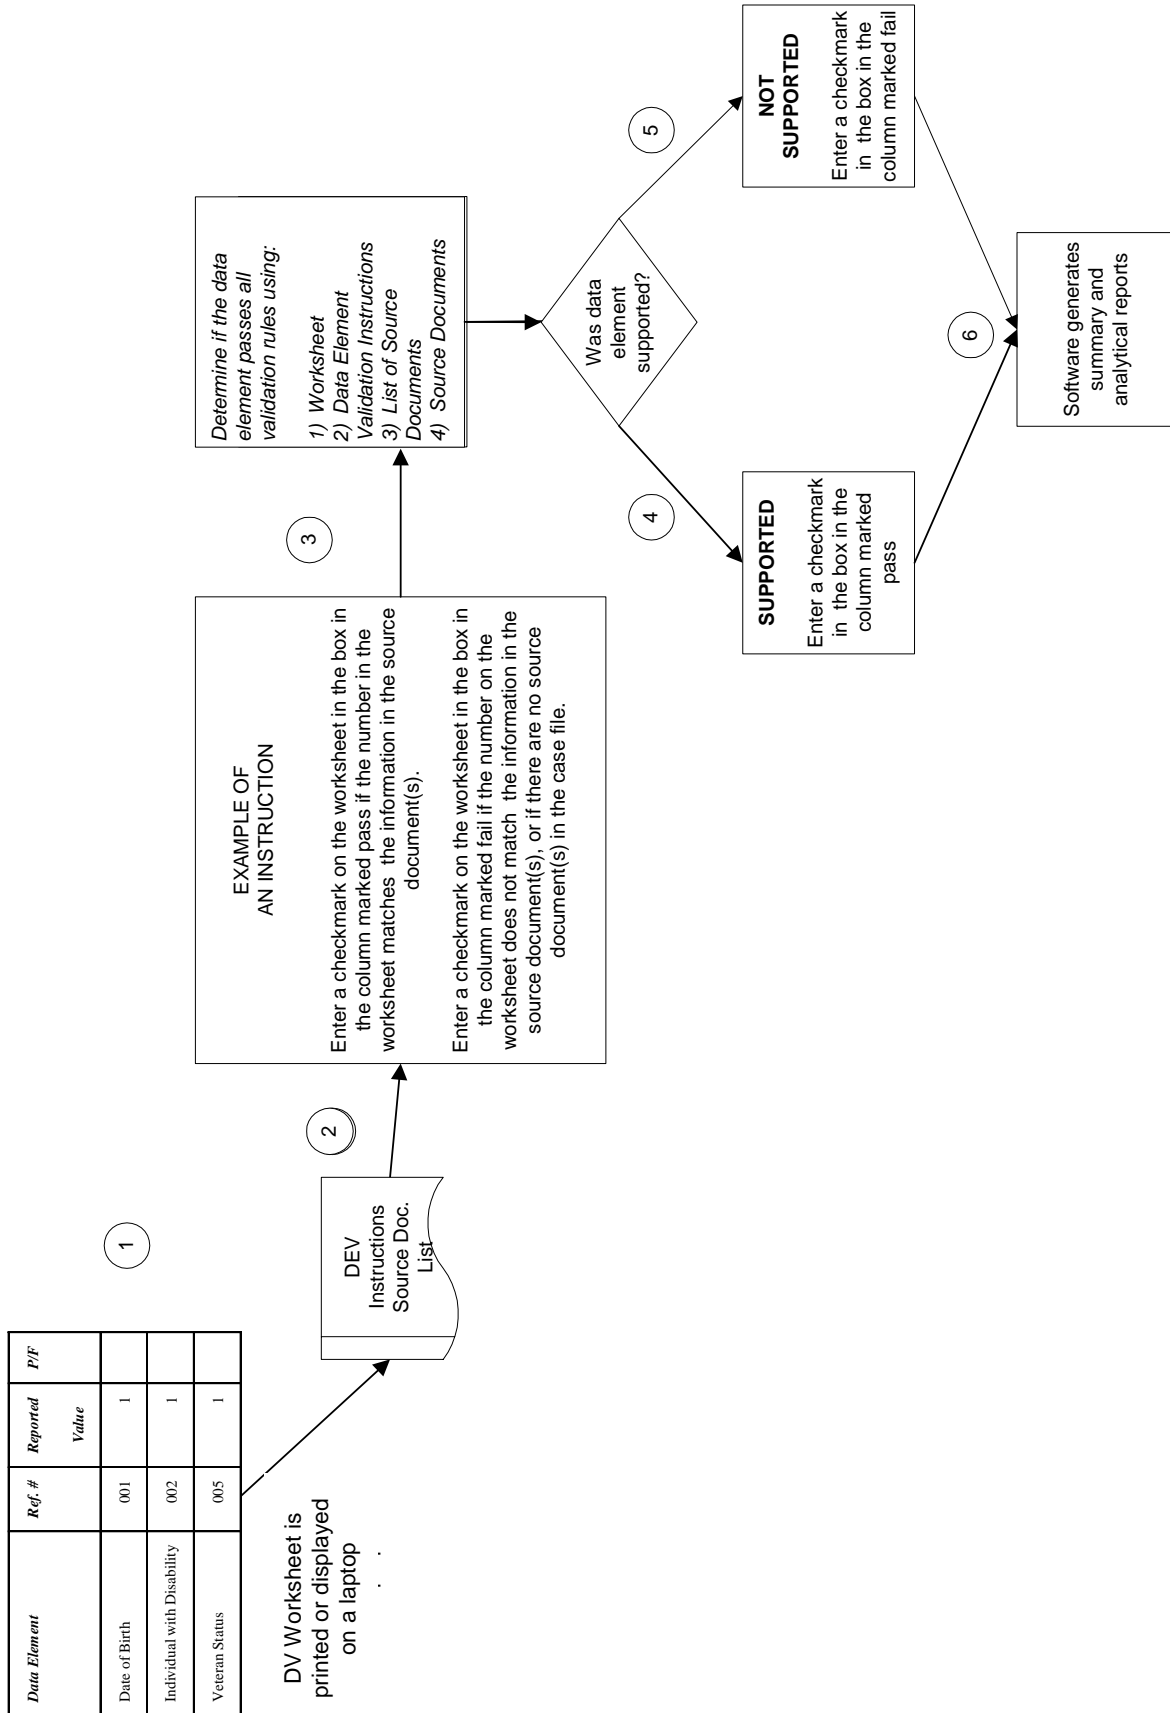 Data Element Ref. # Reported Value P/F
Date of Birth 001 1
Individual with Disability 002 1
Veteran Status 005 1
DV Worksheet is
printed or displayed
on a laptop
. .
1
DEV
Instructions
Source Doc.
List
2
EXAMPLE OF
AN INSTRUCTION
Enter a checkmark on the worksheet in the box in
the column marked pass if the number in the
worksheet matches the information in the source
document(s).
Enter a checkmark on the worksheet in the box in
the column marked fail if the number on the
worksheet does not match the information in the
source document(s), or if there are no source
document(s) in the case file.
3
Determine if the data
element passes all
validation rules using:
1) Worksheet
2) Data Element
Validation Instructions
3) List of Source
Documents
4) Source Documents
Was data
element
supported?
4
5
SUPPORTED
Enter a checkmark
in the box in the
column marked
pass
NOT
SUPPORTED
Enter a checkmark
in the box in the
column marked fail
6
Software generates
summary and
analytical reports